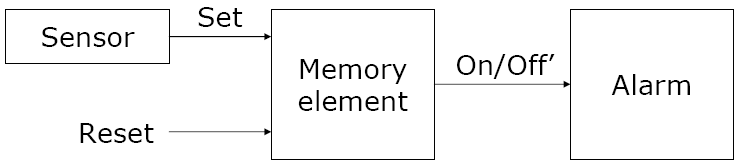 Sensor
Set
Reset
Memory
element
On/Off’
Alarm